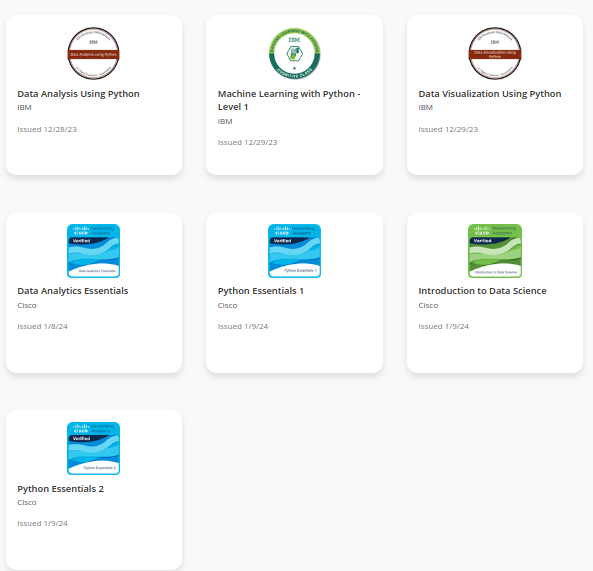 IBM
Data Analysis using Python
Data Analysis Using Python
IBM
Issued 12/28/23
IBM.
COGNITIVE CLASS
Machine Learning with Python -
Level 1
IBM
Issued 12/29/23
IBM
Data Visualization using
Python
Data Visualization Using Python
IBM
Issued 12/29/23
cisco Networking
Academy
Verified
Data Analytics Essentials
Data Analytics Essentials
Cisco
Issued 1/8/24
cisco Networking
Academy
Verified
Python Essentials 1
Python Essentials 1
Cisco
Issued 1/9/24
cisco Networking
Academy
Verified
Introduction to Data Science
Introduction to Data Science
Cisco
Issued 1/9/24
cisco Networking
Academy
Verified
Python Essentials 2
Python Essentials 2
Cisco
Issued 1/9/24